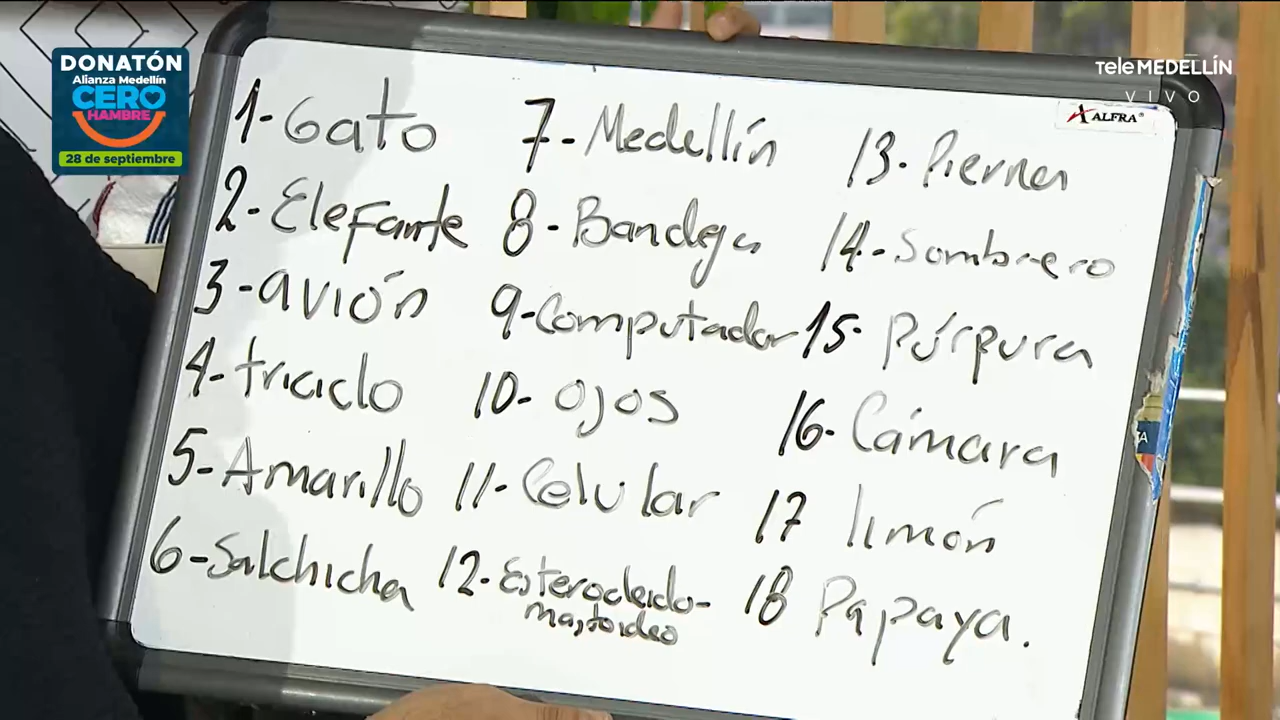 DONATÓN
Alianza Medellín
CERO
HAMBRE
28 de septiembre
TELEMEDELLÍN
VIVO
ALFRA®
1-Gato
2-Elefante
3-avión
4-triciclo
5-Amarillo
6-Salchicha
7-Medellín
8-Bandeja
9-Computador
10-Ojos
11-Celular
12-Esterocleido-
mastoideo
13-Pierna
14-Sombrero
15-Púrpura
16-Cámara
17 limón
18 Papaya.